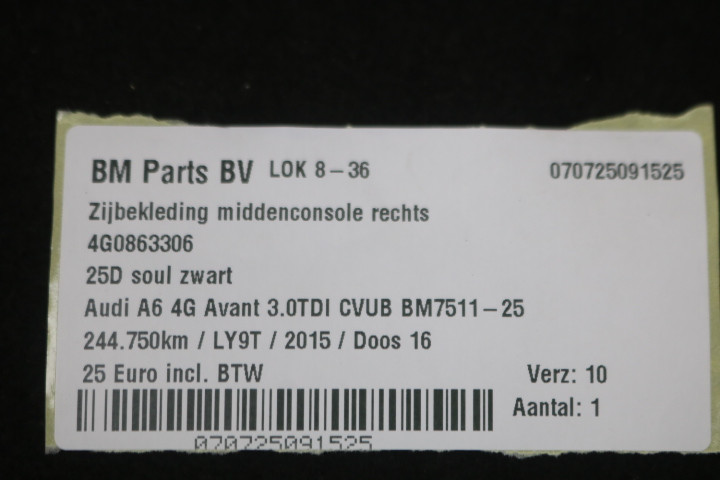 BM Parts BV LOK 8-36 070725091525
Zijbekleding middenconsole rechts
4G0863306
25D soul zwart
Audi A6 4G Avant 3.0TDI CVUB BM7511-25
244.750km / LY9T / 2015 / Doos 16
25 Euro incl. BTW Verz: 10
Aantal: 1
070725091525